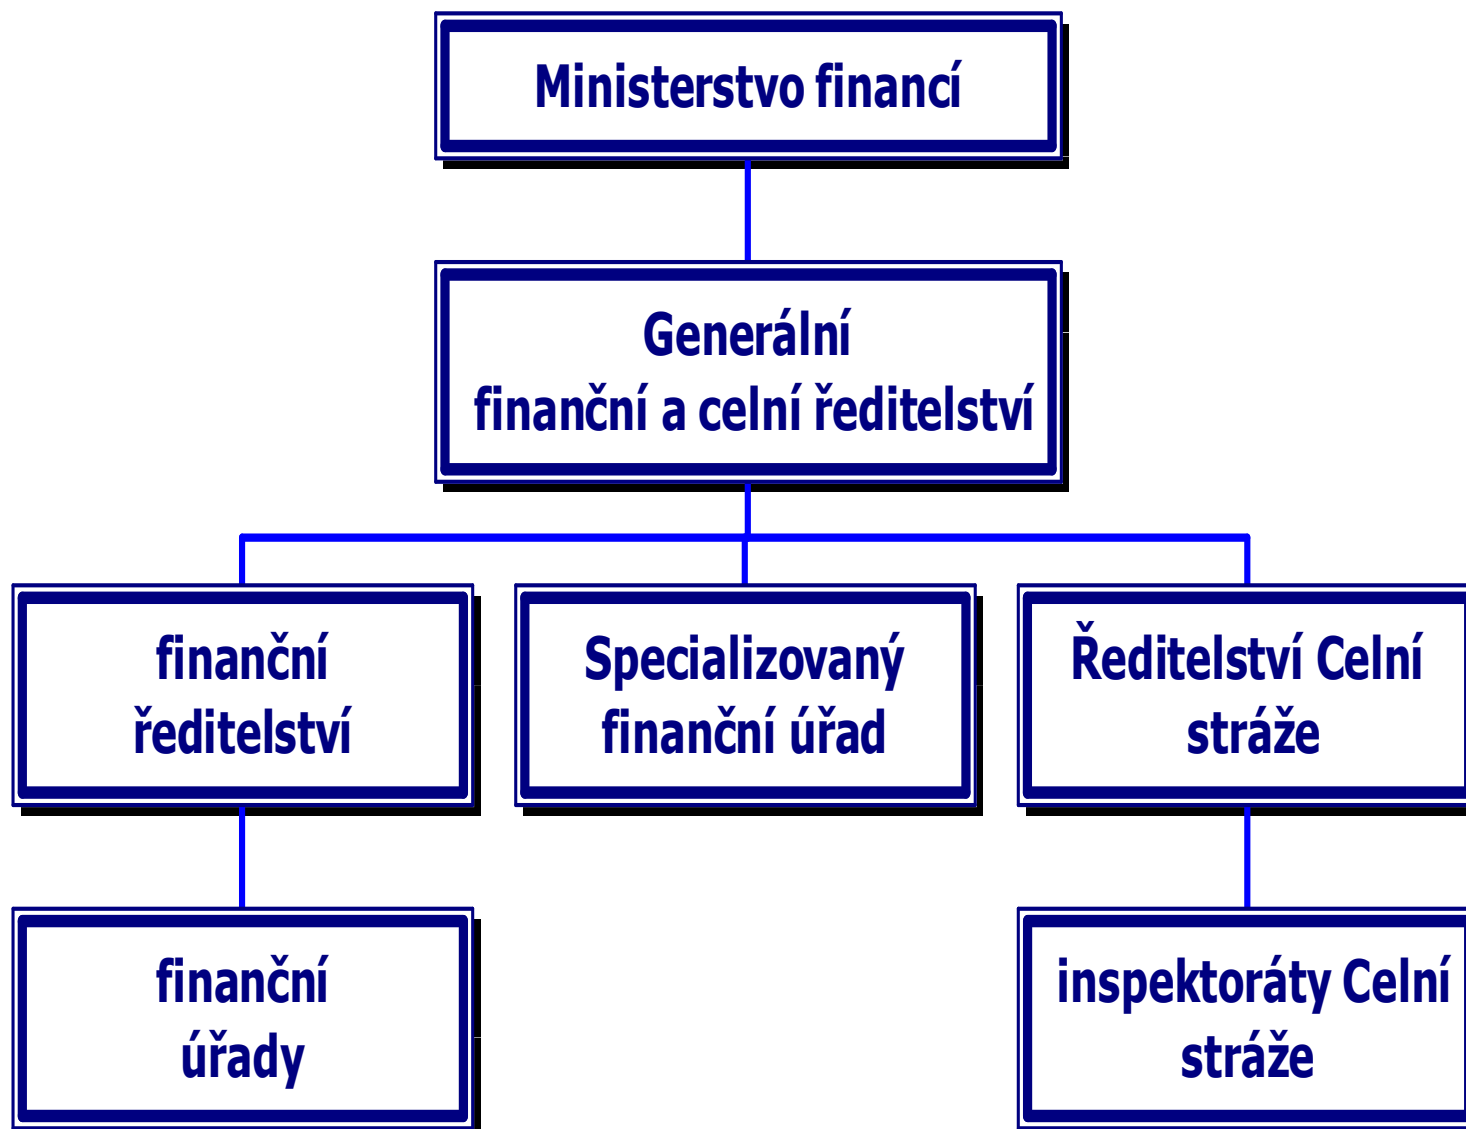 Ministerstvo financí
Generální
finanční a celní ředitelství
finanční
ředitelství
Specializovaný
finanční úřad
Ředitelství Celní
stráže
finanční
úřady
inspektoráty Celní
stráže